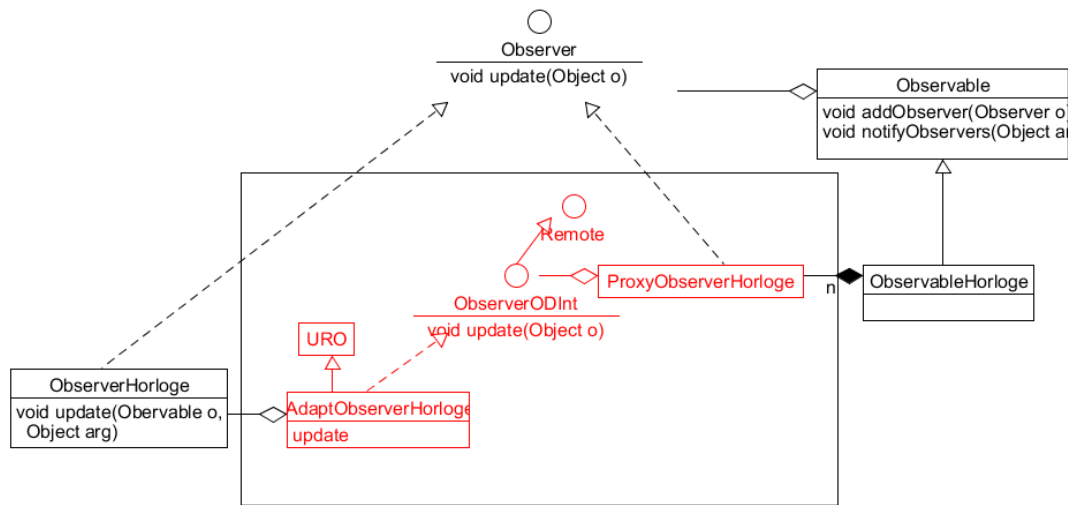 Observer
void update(Object o)
Observable
void addObserver(Observer o)
void notifyObservers(Object ar
Remote
ProxyObserverHorloge
n
ObservableHorloge
ObserverODInt
void update(Object o)
URO
ObserverHorloge
void update(Obervable o,
Object arg)
AdaptObserverHorloge
update